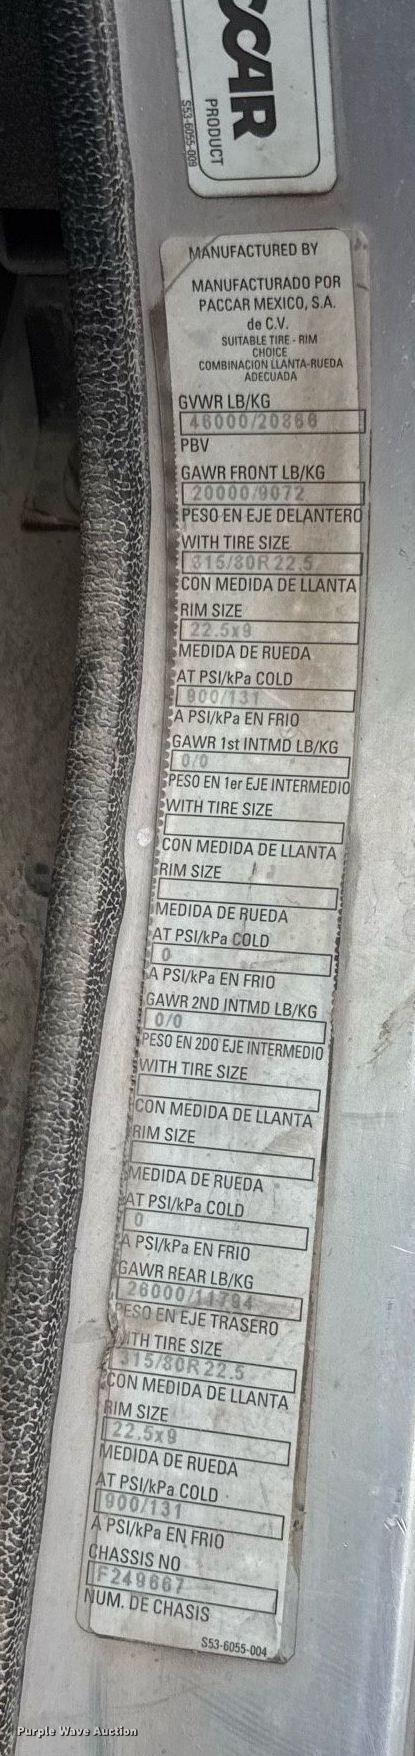 CCAR
PRODUCT
S53-6055-009
MANUFACTURED BY
MANUFACTURADO POR
PACCAR MEXICO, S.A.
de C.V.
SUITABLE TIRE - RIM
CHOICE
COMBINACION LLANTA-RUEDA
ADECUADA
GVWR LB/KG
46000/20866
PBV
GAWR FRONT LB/KG
20000/9072
PESO EN EJE DELANTERO
WITH TIRE SIZE
315/80R22.5
CON MEDIDA DE LLANTA
RIM SIZE
22.5x9
MEDIDA DE RUEDA
AT PSI/kPa COLD
900/131
A PSI/kPa EN FRIO
GAWR 1st INTMD LB/KG
0/0
PESO EN 1er EJE INTERMEDIO
WITH TIRE SIZE
CON MEDIDA DE LLANTA
RIM SIZE
MEDIDA DE RUEDA
AT PSI/kPa COLD
0
A PSI/kPa EN FRIO
GAWR 2ND INTMD LB/KG
0/0
PESO EN 2DO EJE INTERMEDIO
WITH TIRE SIZE
CON MEDIDA DE LLANTA
RIM SIZE
MEDIDA DE RUEDA
AT PSI/kPa COLD
0
A PSI/kPa EN FRIO
GAWR REAR LB/KG
26000/11794
PESO EN EJE TRASERO
WITH TIRE SIZE
315/80R22.5
CON MEDIDA DE LLANTA
RIM SIZE
22.5x9
MEDIDA DE RUEDA
AT PSI/kPa COLD
900/131
A PSI/kPa EN FRIO
CHASSIS NO
F249667
NUM. DE CHASIS
S53-6055-004
Purple Wave Auction